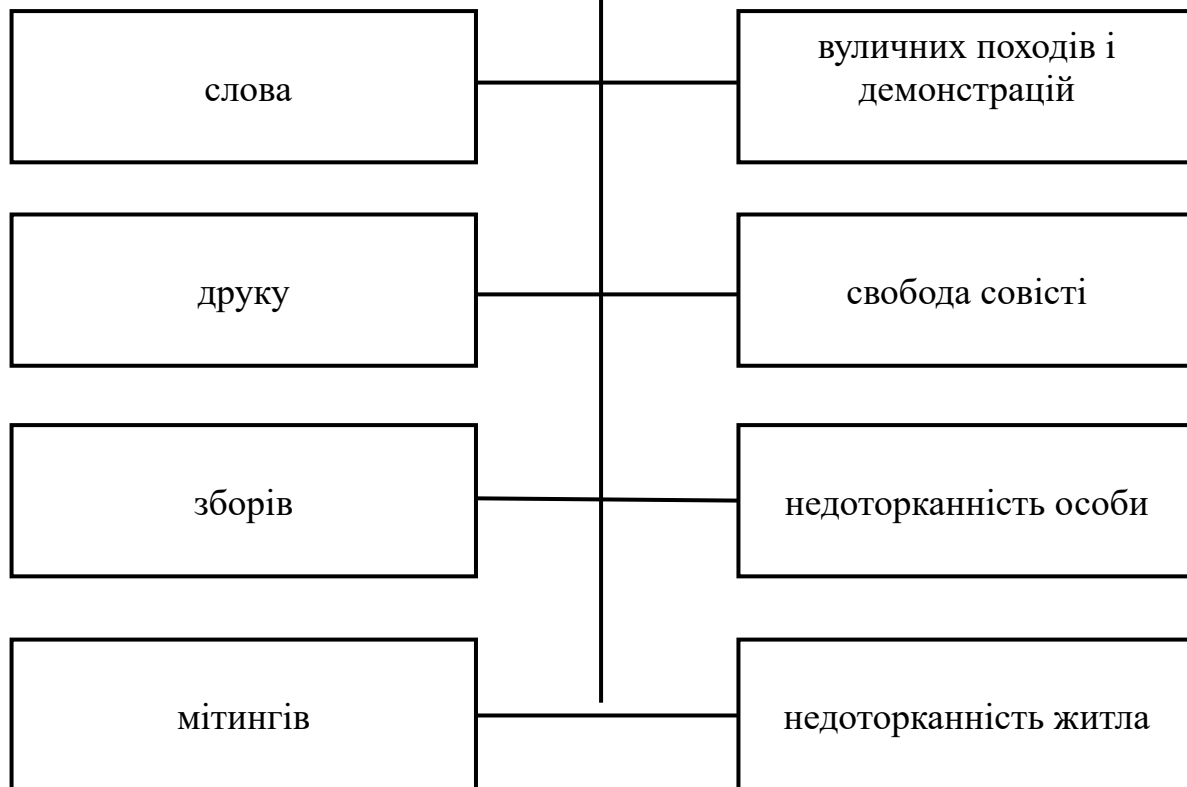 слова
вуличних походів і
демонстрацій
друку
свобода совісті
зборів
недоторканність особи
мітингів
недоторканність житла